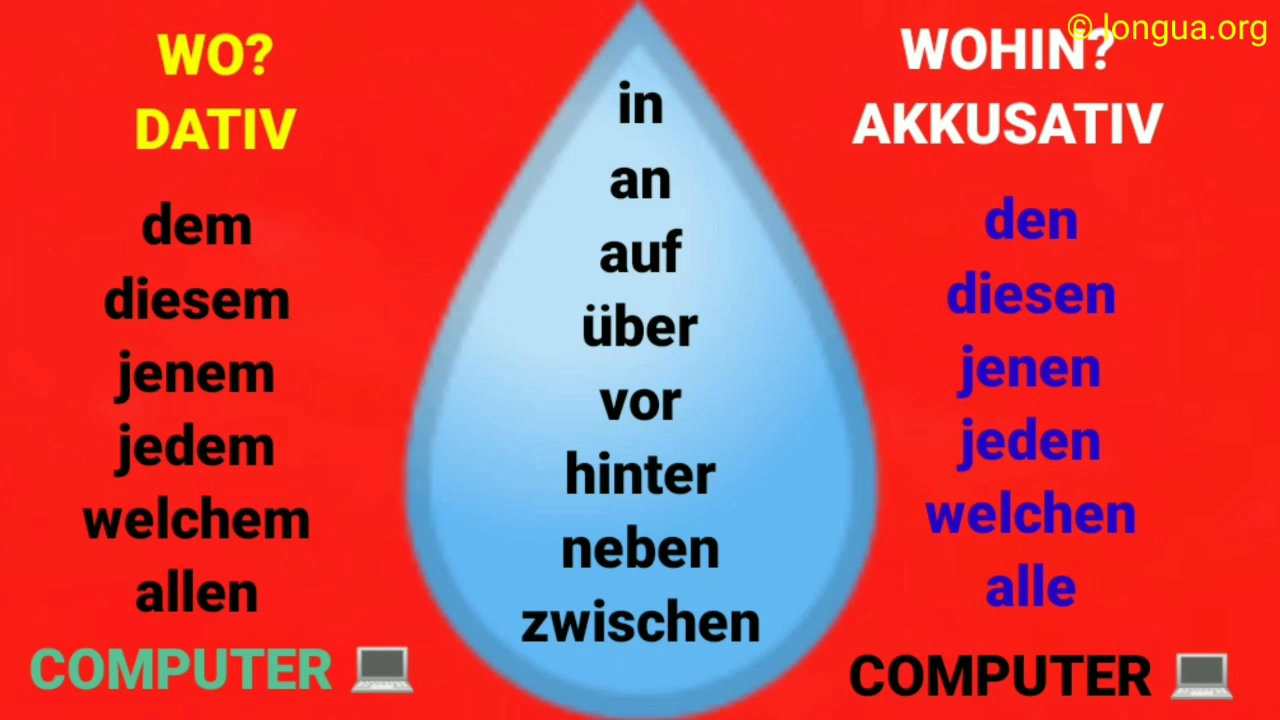 © longua.org
WO?
DATIV
dem
diesem
jenem
jedem
welchem
allen
COMPUTER
in
an
auf
über
vor
hinter
neben
zwischen
WOHIN?
AKKUSATIV
den
diesen
jenen
jeden
welchen
alle
COMPUTER